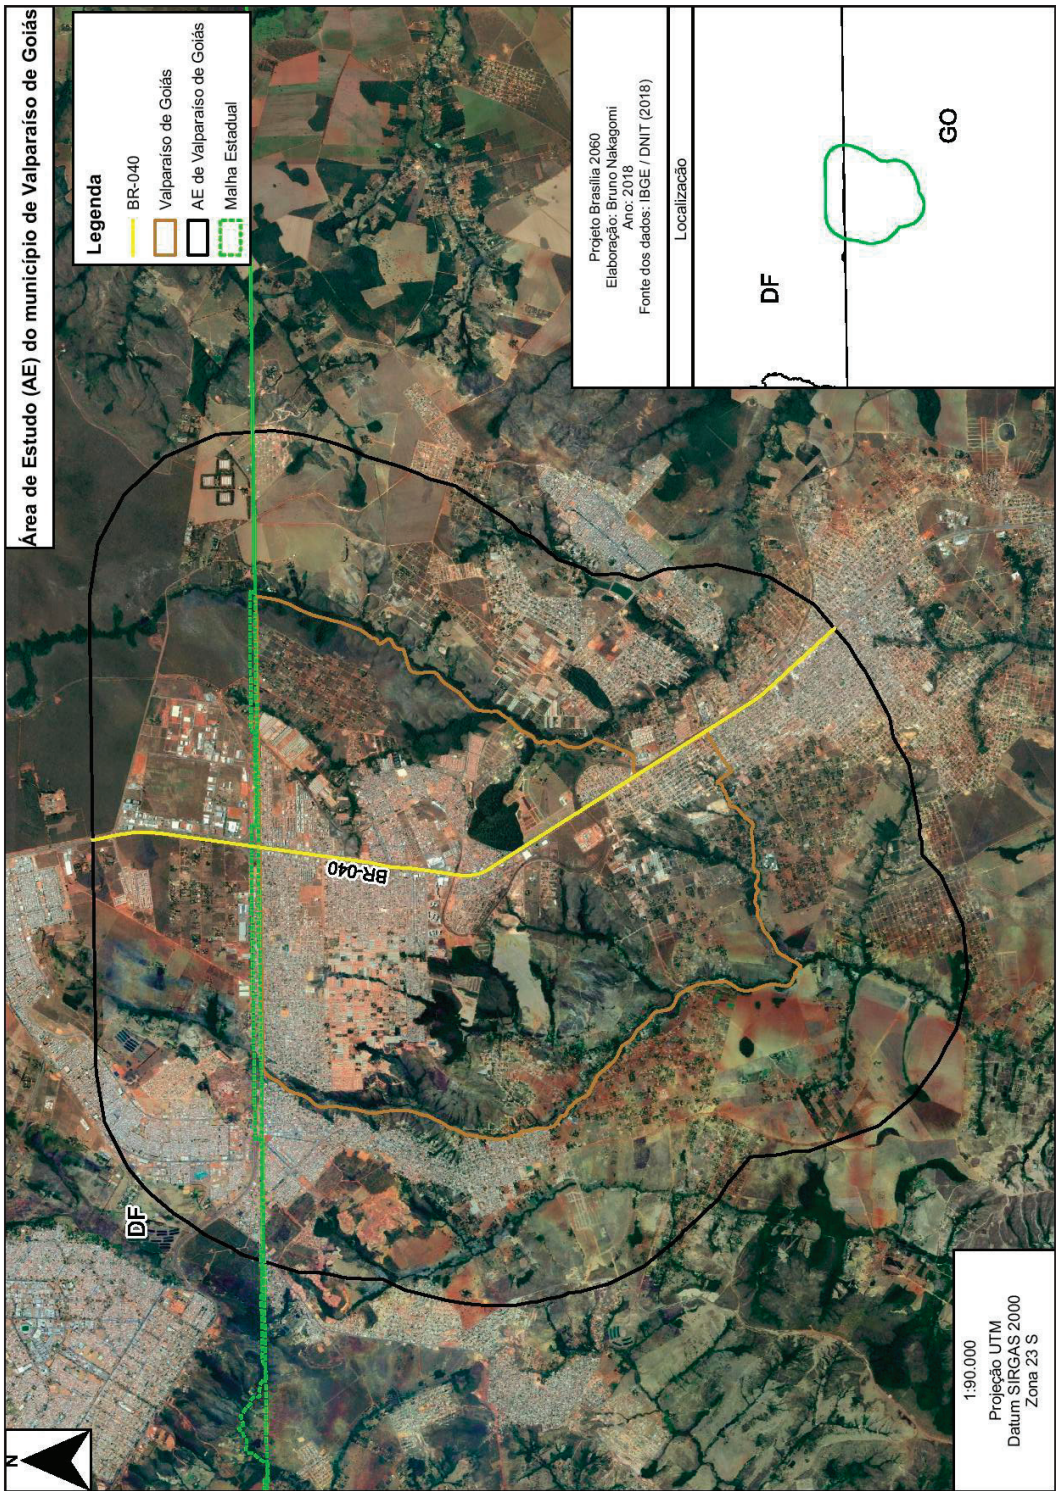 Área de Estudo (AE) do município de Valparaíso de Goiás
Legenda
BR-040
Valparaíso de Goiás
AE de Valparaíso de Goiás
Malha Estadual
N
DF
BR-040
Projeto Brasília 2060
Elaboração: Bruno Nakagomi
Ano: 2018
Fonte dos dados: IBGE / DNIT (2018)
Localização
DF
GO
1:90.000
Projeção UTM
Datum SIRGAS 2000
Zona 23 S